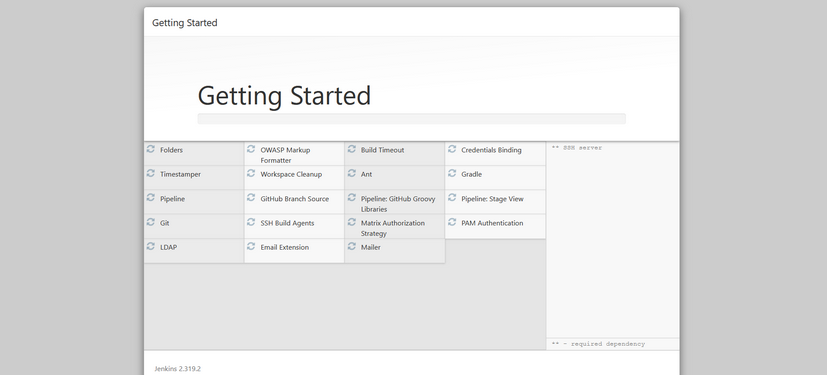 Getting Started
Getting Started
Folders
OWASP Markup
Formatter
Build Timeout
Credentials Binding
** SSH server
Timestamper
Workspace Cleanup
Ant
Gradle
Pipeline
GitHub Branch Source
Pipeline: GitHub Groovy
Libraries
Pipeline: Stage View
Git
SSH Build Agents
Matrix Authorization
Strategy
PAM Authentication
LDAP
Email Extension
Mailer
** - required dependency
Jenkins 2.319.2